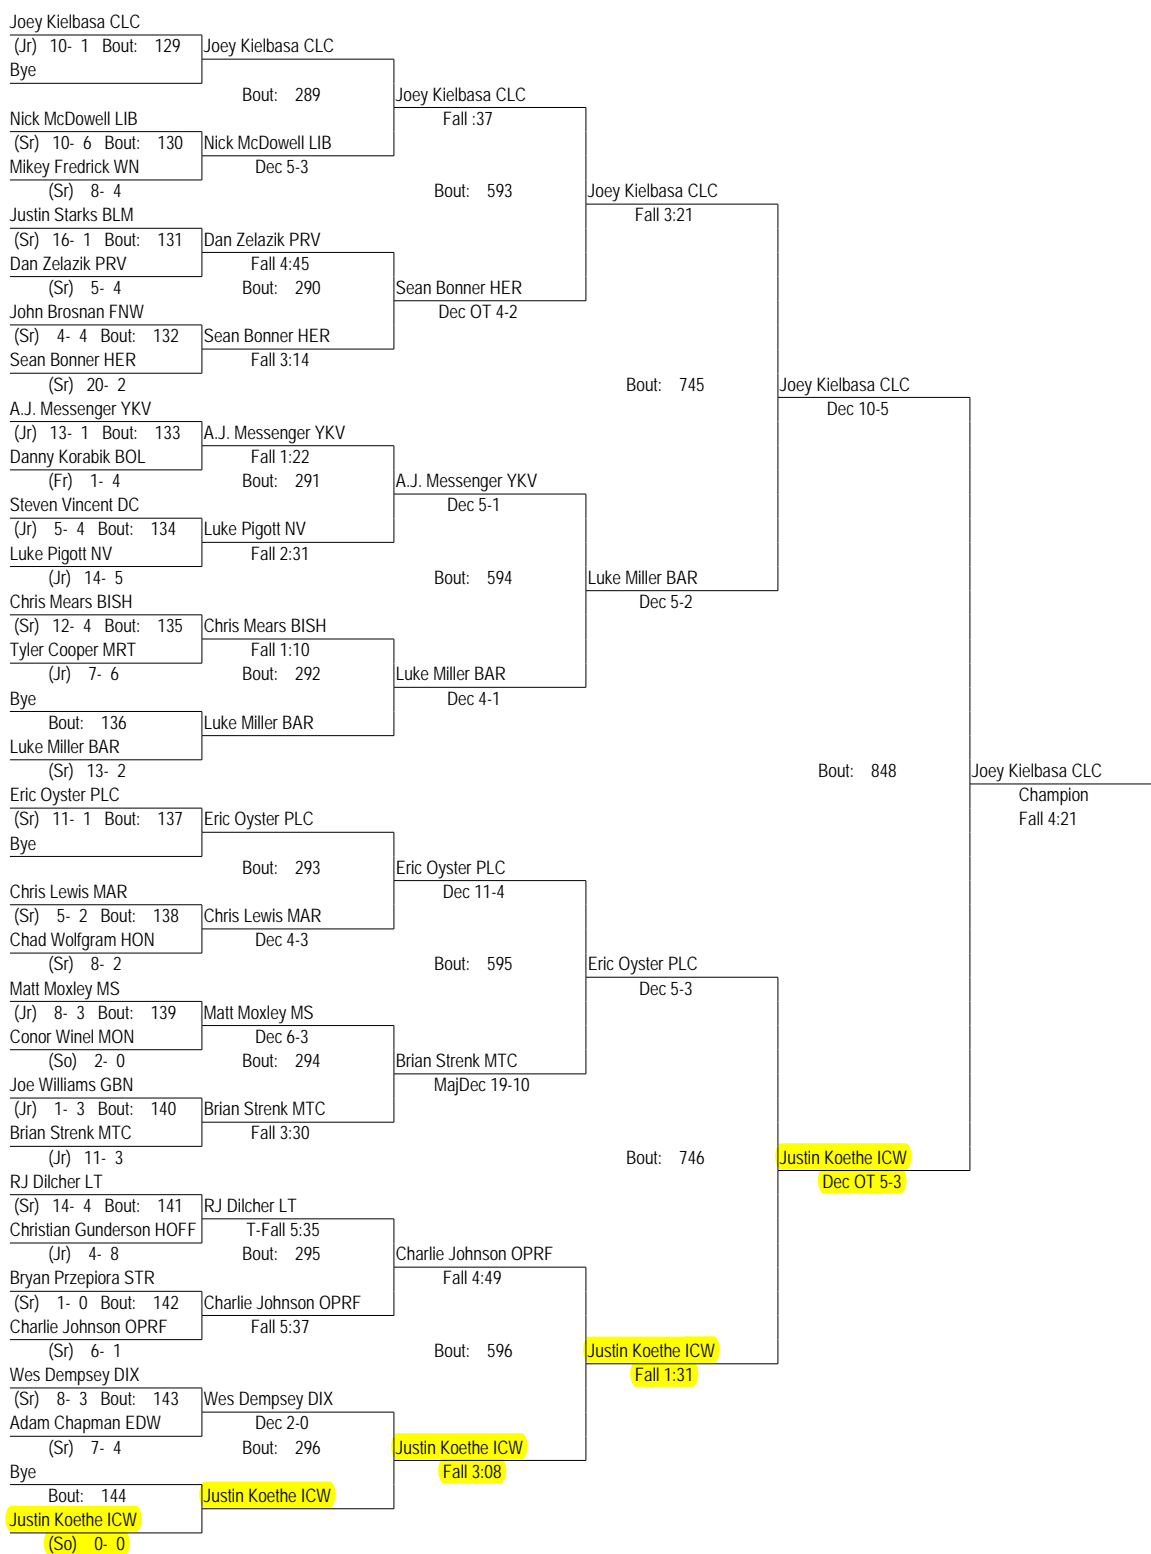 Joey Kielbasa CLC
(Jr) 10- 1 Bout: 129 Joey Kielbasa CLC
Bye
Bout: 289 Joey Kielbasa CLC
Nick McDowell LIB Fall :37
(Sr) 10- 6 Bout: 130 Nick McDowell LIB
Mikey Fredrick WN Dec 5-3
(Sr) 8- 4 Bout: 593 Joey Kielbasa CLC
Justin Starks BLM Fall 3:21
(Sr) 16- 1 Bout: 131 Dan Zelazik PRV
Dan Zelazik PRV Fall 4:45
(Sr) 5- 4 Bout: 290 Sean Bonner HER
John Brosnan FNW Dec OT 4-2
(Sr) 4- 4 Bout: 132 Sean Bonner HER
Sean Bonner HER Fall 3:14
(Sr) 20- 2 Bout: 745 Joey Kielbasa CLC
A.J. Messenger YKV Dec 10-5
(Jr) 13- 1 Bout: 133 A.J. Messenger YKV
Danny Korabik BOL Fall 1:22
(Fr) 1- 4 Bout: 291 A.J. Messenger YKV
Steven Vincent DC Dec 5-1
(Jr) 5- 4 Bout: 134 Luke Pigott NV
Luke Pigott NV Fall 2:31
(Jr) 14- 5 Bout: 594 Luke Miller BAR
Chris Mears BISH Dec 5-2
(Sr) 12- 4 Bout: 135 Chris Mears BISH
Tyler Cooper MRT Fall 1:10
(Jr) 7- 6 Bout: 292 Luke Miller BAR
Bye Dec 4-1
Bout: 136 Luke Miller BAR
Luke Miller BAR
(Sr) 13- 2 Bout: 848 Joey Kielbasa CLC
Eric Oyster PLC Champion
(Sr) 11- 1 Bout: 137 Eric Oyster PLC Fall 4:21
Bye
Bout: 293 Eric Oyster PLC
Chris Lewis MAR Dec 11-4
(Sr) 5- 2 Bout: 138 Chris Lewis MAR
Chad Wolfgram HON Dec 4-3
(Sr) 8- 2 Bout: 595 Eric Oyster PLC
Matt Moxley MS Dec 5-3
(Jr) 8- 3 Bout: 139 Matt Moxley MS
Conor Winel MON Dec 6-3
(So) 2- 0 Bout: 294 Brian Strenk MTC
Joe Williams GBN MajDec 19-10
(Jr) 1- 3 Bout: 140 Brian Strenk MTC
Brian Strenk MTC Fall 3:30
(Jr) 11- 3 Bout: 746 Justin Koethe ICW
RJ Dilcher LT Dec OT 5-3
(Sr) 14- 4 Bout: 141 RJ Dilcher LT
Christian Gunderson HOFF T-Fall 5:35
(Jr) 4- 8 Bout: 295 Charlie Johnson OPRF
Bryan Przepiora STR Fall 4:49
(Sr) 1- 0 Bout: 142 Charlie Johnson OPRF
Charlie Johnson OPRF Fall 5:37
(Sr) 6- 1 Bout: 596 Justin Koethe ICW
Wes Dempsey DIX Fall 1:31
(Sr) 8- 3 Bout: 143 Wes Dempsey DIX
Adam Chapman EDW Dec 2-0
(Sr) 7- 4 Bout: 296 Justin Koethe ICW
Bye Fall 3:08
Bout: 144 Justin Koethe ICW
Justin Koethe ICW
(So) 0- 0